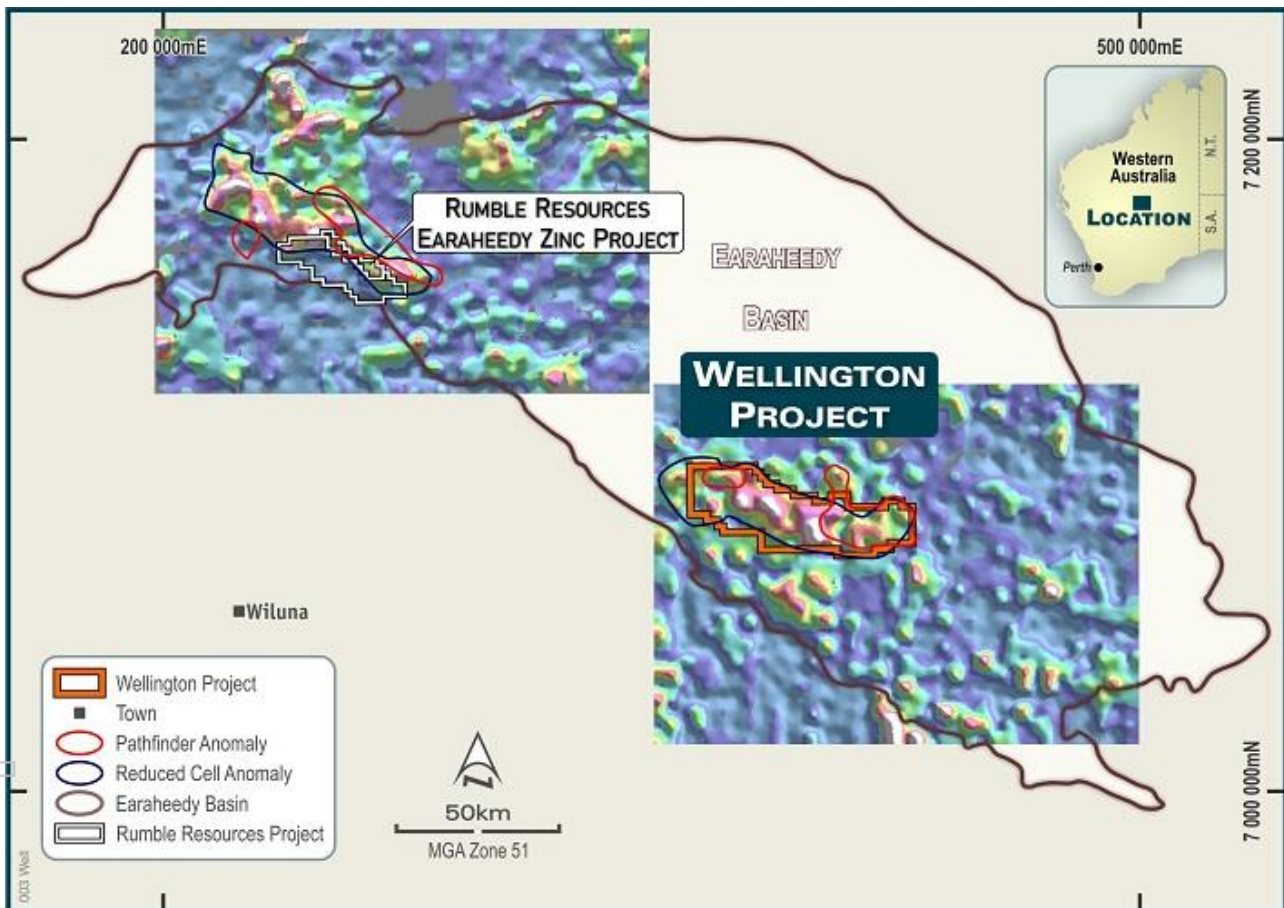 200 000mE
500 000mE
7 200 000mN
Western
Australia
LOCATION
Perth
N.T.
S.A.
RUMBLE RESOURCES
EARAHEEDY ZINC PROJECT
EARAHEEDY
BASIN
WELLINGTON
PROJECT
Wiluna
Wellington Project
Town
Pathfinder Anomaly
Reduced Cell Anomaly
Earaheedy Basin
Rumble Resources Project
50km
MGA Zone 51
7 000 000mN
003 Well